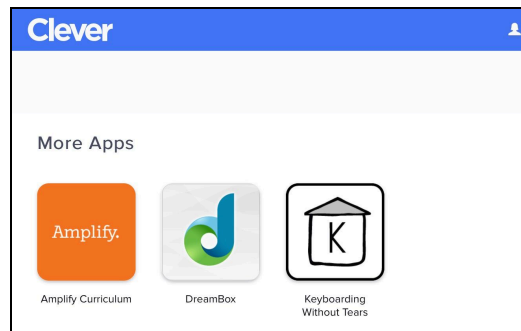 Clever
More Apps
Amplify.
d
K
Amplify Curriculum
DreamBox
Keyboarding
Without Tears